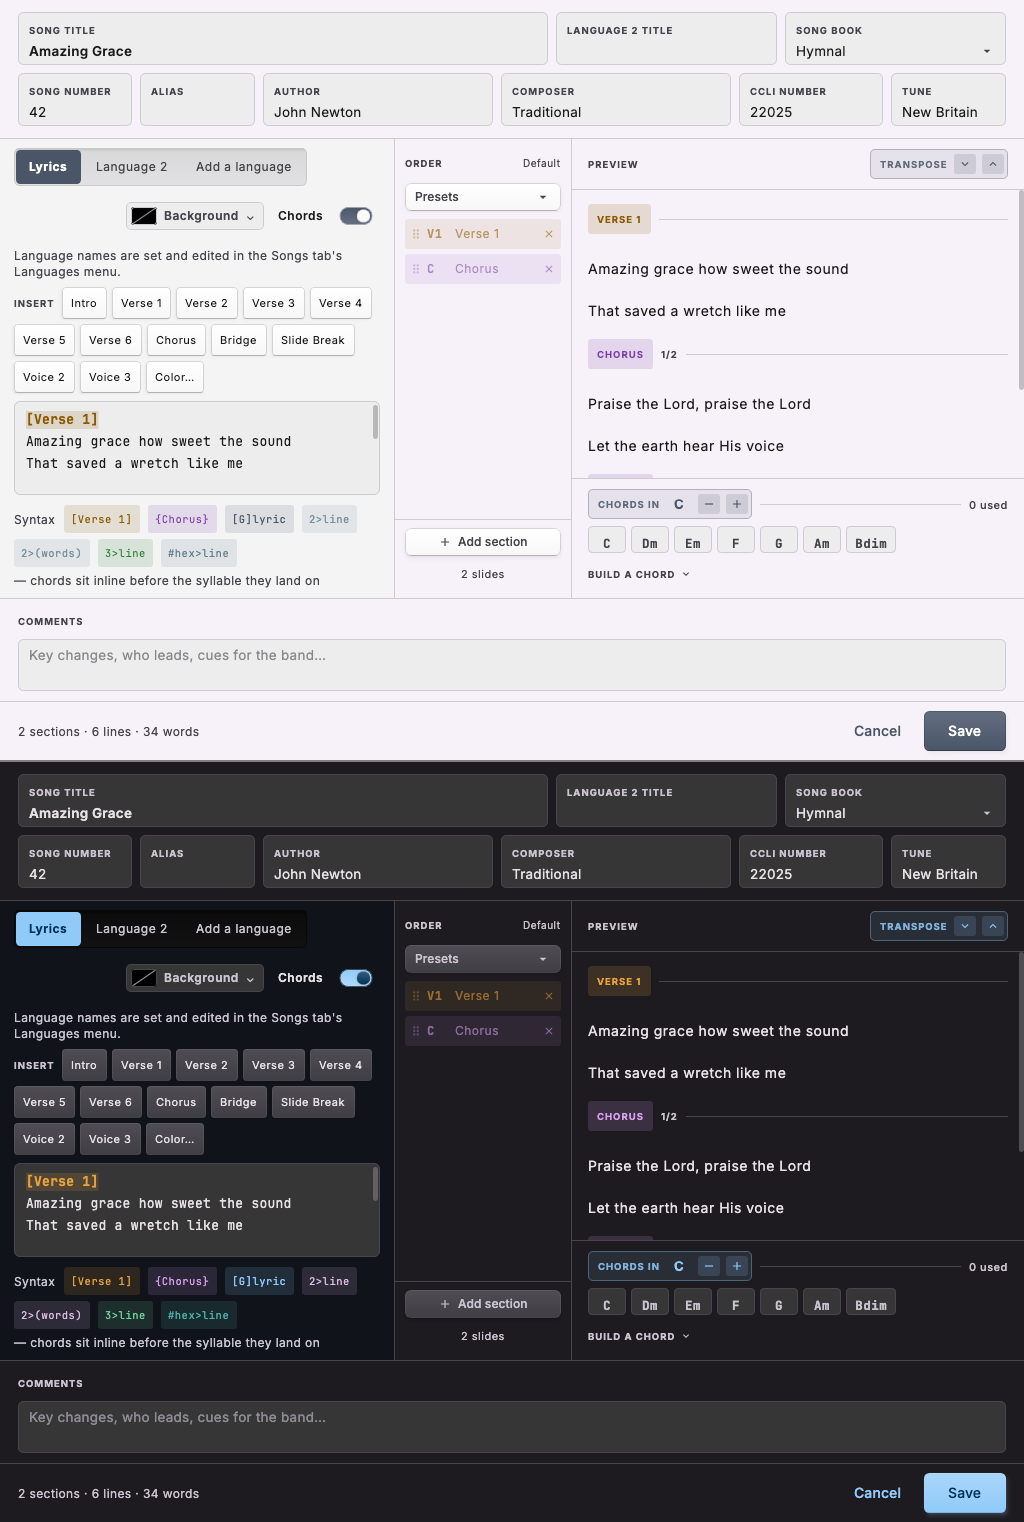 SONG TITLE
Amazing Grace
LANGUAGE 2 TITLE
SONG BOOK
Hymnal
SONG NUMBER
42
ALIAS
AUTHOR
John Newton
COMPOSER
Traditional
CCLI NUMBER
22025
TUNE
New Britain
Lyrics
Language 2
Add a language
Background
Chords
Language names are set and edited in the Songs tab's
Languages menu.
INSERT Intro Verse 1 Verse 2 Verse 3 Verse 4
Verse 5 Verse 6 Chorus Bridge Slide Break
Voice 2 Voice 3 Color...
[Verse 1]
Amazing grace how sweet the sound
That saved a wretch like me
Syntax [Verse 1] {Chorus} [G]lyric 2>line
2>(words) 3>line #hex>line
— chords sit inline before the syllable they land on
ORDER Default
Presets
V1 Verse 1 ×
C Chorus ×
+ Add section
2 slides
PREVIEW
TRANSPOSE
VERSE 1
Amazing grace how sweet the sound
That saved a wretch like me
CHORUS 1/2
Praise the Lord, praise the Lord
Let the earth hear His voice
CHORDS IN C − + 0 used
C Dm Em F G Am Bdim
BUILD A CHORD
COMMENTS
Key changes, who leads, cues for the band...
2 sections · 6 lines · 34 words
Cancel
Save
SONG TITLE
Amazing Grace
LANGUAGE 2 TITLE
SONG BOOK
Hymnal
SONG NUMBER
42
ALIAS
AUTHOR
John Newton
COMPOSER
Traditional
CCLI NUMBER
22025
TUNE
New Britain
Lyrics
Language 2
Add a language
Background
Chords
Language names are set and edited in the Songs tab's
Languages menu.
INSERT Intro Verse 1 Verse 2 Verse 3 Verse 4
Verse 5 Verse 6 Chorus Bridge Slide Break
Voice 2 Voice 3 Color...
[Verse 1]
Amazing grace how sweet the sound
That saved a wretch like me
Syntax [Verse 1] {Chorus} [G]lyric 2>line
2>(words) 3>line #hex>line
— chords sit inline before the syllable they land on
ORDER Default
Presets
V1 Verse 1 ×
C Chorus ×
+ Add section
2 slides
PREVIEW
TRANSPOSE
VERSE 1
Amazing grace how sweet the sound
That saved a wretch like me
CHORUS 1/2
Praise the Lord, praise the Lord
Let the earth hear His voice
CHORDS IN C − + 0 used
C Dm Em F G Am Bdim
BUILD A CHORD
COMMENTS
Key changes, who leads, cues for the band...
2 sections · 6 lines · 34 words
Cancel
Save